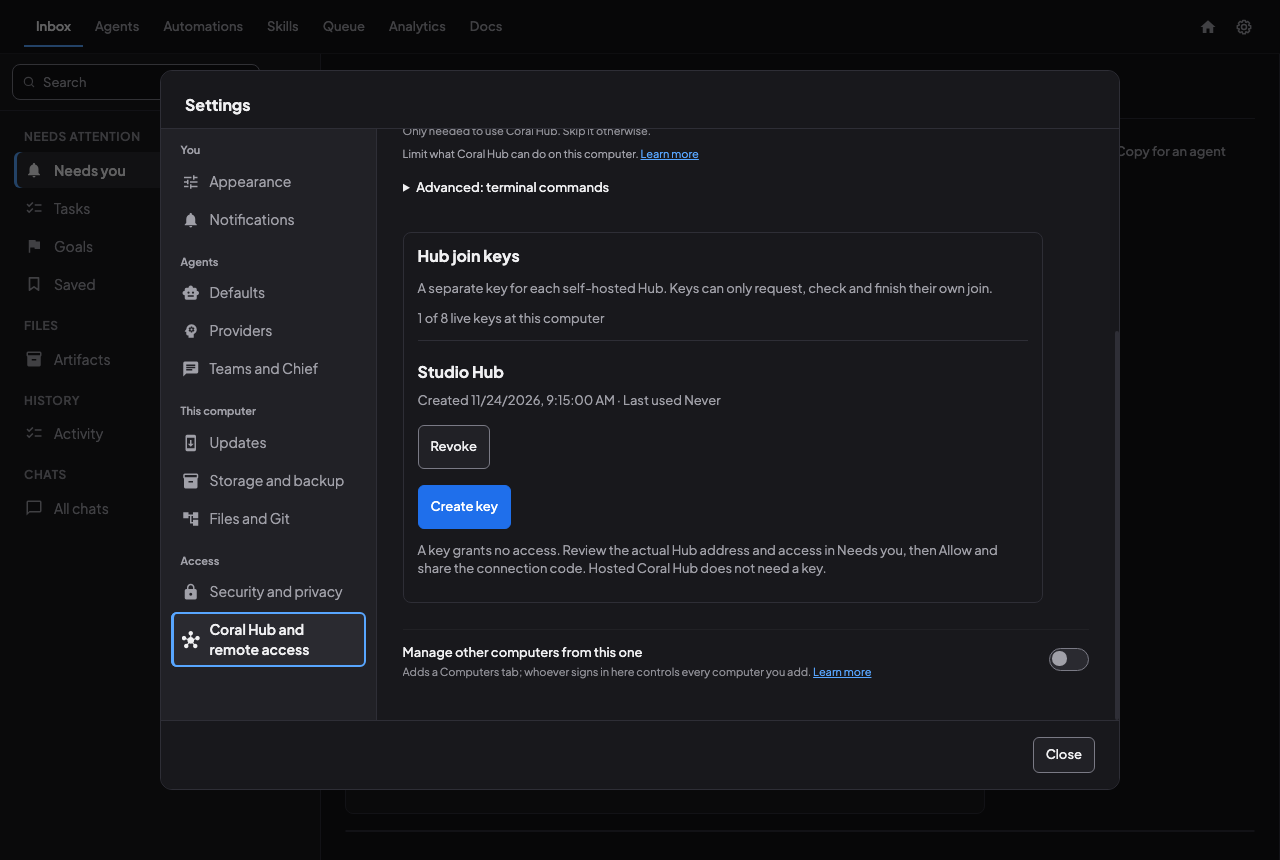 Inbox
Agents
Automations
Skills
Queue
Analytics
Docs
Search
NEEDS ATTENTION
Needs you
Tasks
Goals
Saved
FILES
Artifacts
HISTORY
Activity
CHATS
All chats
Copy for an agent
Settings
You
Appearance
Notifications
Agents
Defaults
Providers
Teams and Chief
This computer
Updates
Storage and backup
Files and Git
Access
Security and privacy
Coral Hub and
remote access
Only needed to use Coral Hub. Skip it otherwise.
Limit what Coral Hub can do on this computer. Learn more
Advanced: terminal commands
Hub join keys
A separate key for each self-hosted Hub. Keys can only request, check and finish their own join.
1 of 8 live keys at this computer
Studio Hub
Created 11/24/2026, 9:15:00 AM · Last used Never
Revoke
Create key
A key grants no access. Review the actual Hub address and access in Needs you, then Allow and
share the connection code. Hosted Coral Hub does not need a key.
Manage other computers from this one
Adds a Computers tab; whoever signs in here controls every computer you add. Learn more
Close